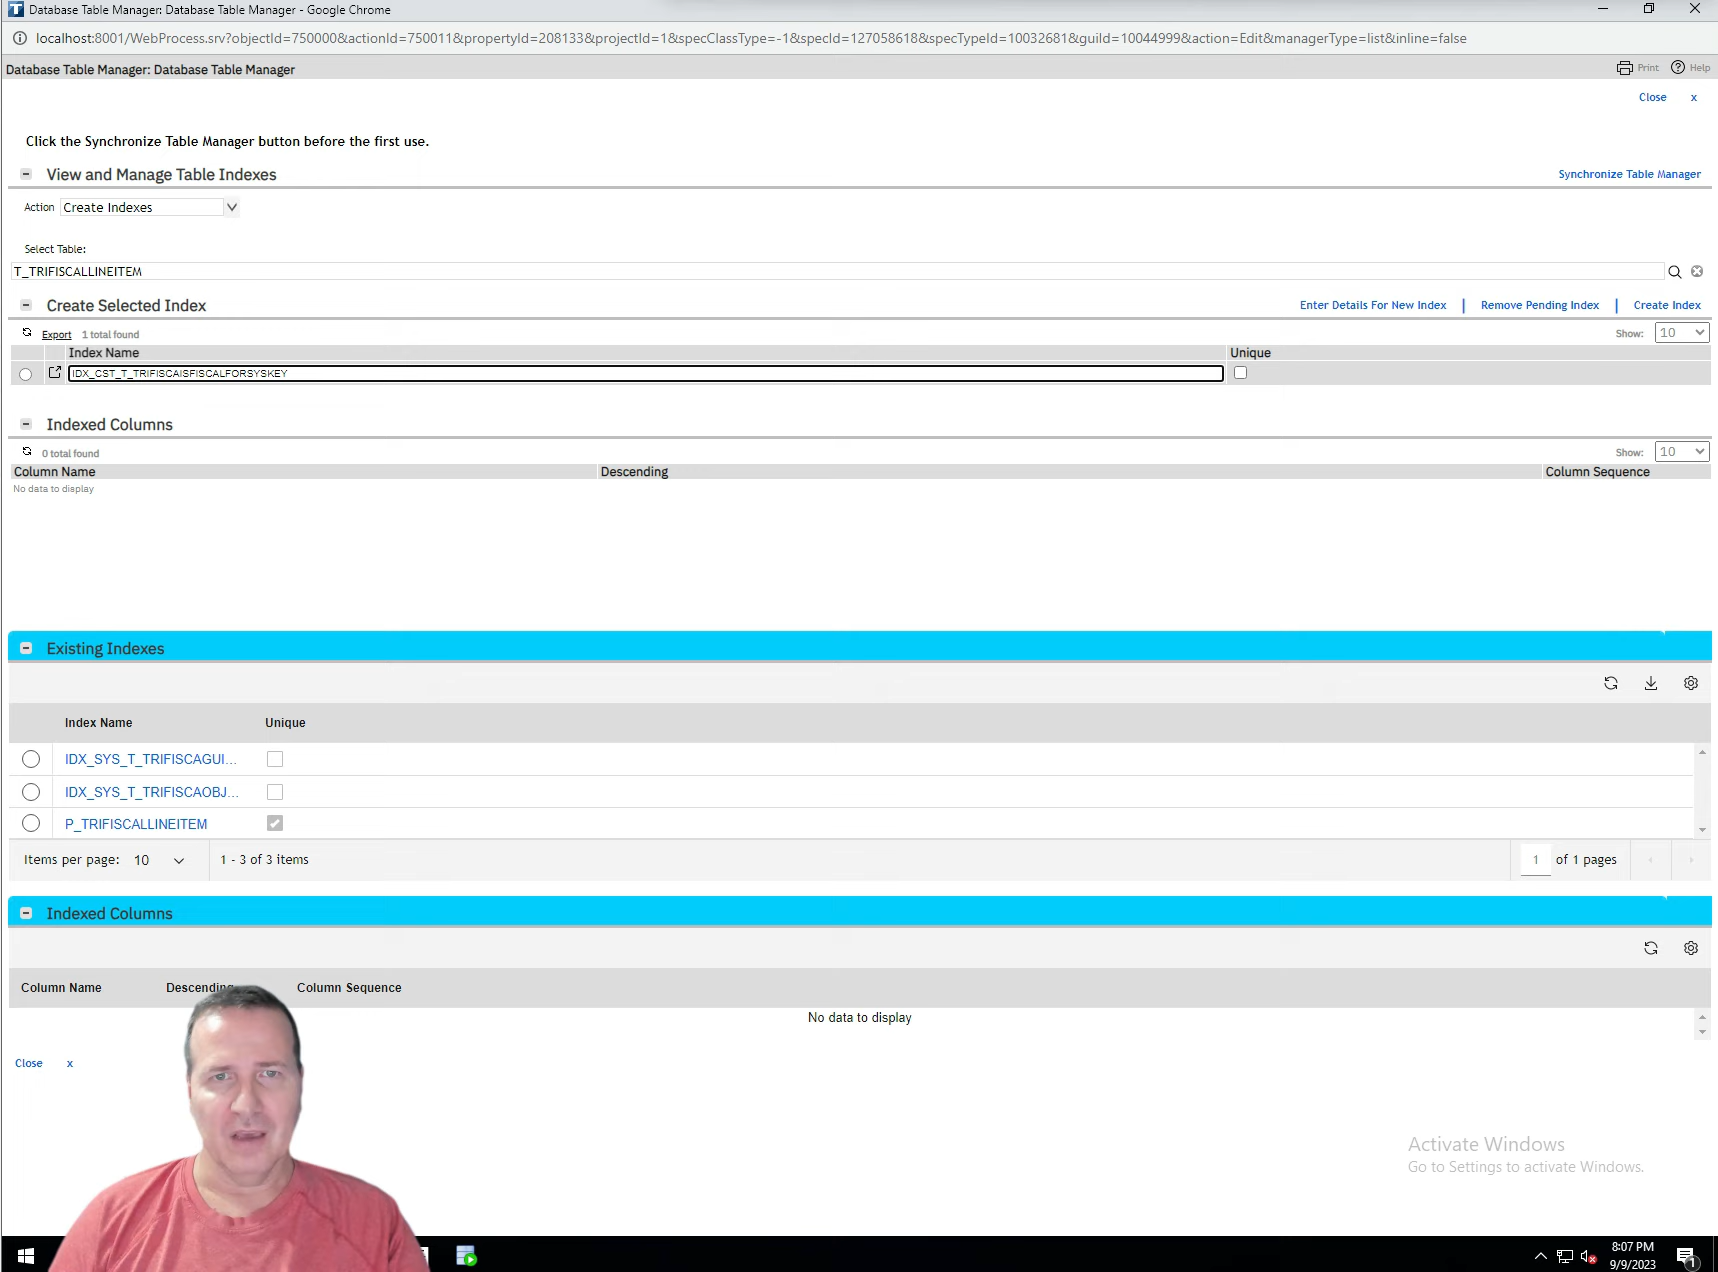 Database Table Manager: Database Table Manager - Google Chrome
localhost:8001/WebProcess.srv?objectId=750000&actionId=750011&propertyId=208133&projectId=1&specClassType=-1&specId=127058618&specTypeId=10032681&guiId=10044999&action=Edit&managerType=list&inline=false
Database Table Manager: Database Table Manager
Print Help
Close x
Click the Synchronize Table Manager button before the first use.
View and Manage Table Indexes
Synchronize Table Manager
Action Create Indexes
Select Table:
T_TRIFISCALLINEITEM
Create Selected Index
Enter Details For New Index | Remove Pending Index | Create Index
Export 1 total found
Show: 10
Index Name Unique
IDX_CST_T_TRIFISCAISFISCALFORSYSKEY
Indexed Columns
0 total found
Show: 10
Column Name Descending Column Sequence
No data to display
Existing Indexes
Index Name Unique
IDX_SYS_T_TRIFISCAGUI...
IDX_SYS_T_TRIFISCAOBJ...
P_TRIFISCALLINEITEM
Items per page: 10 1 - 3 of 3 items
1 of 1 pages
Indexed Columns
Column Name Descending Column Sequence
No data to display
Close x
Activate Windows
Go to Settings to activate Windows.
8:07 PM
9/9/2023
1